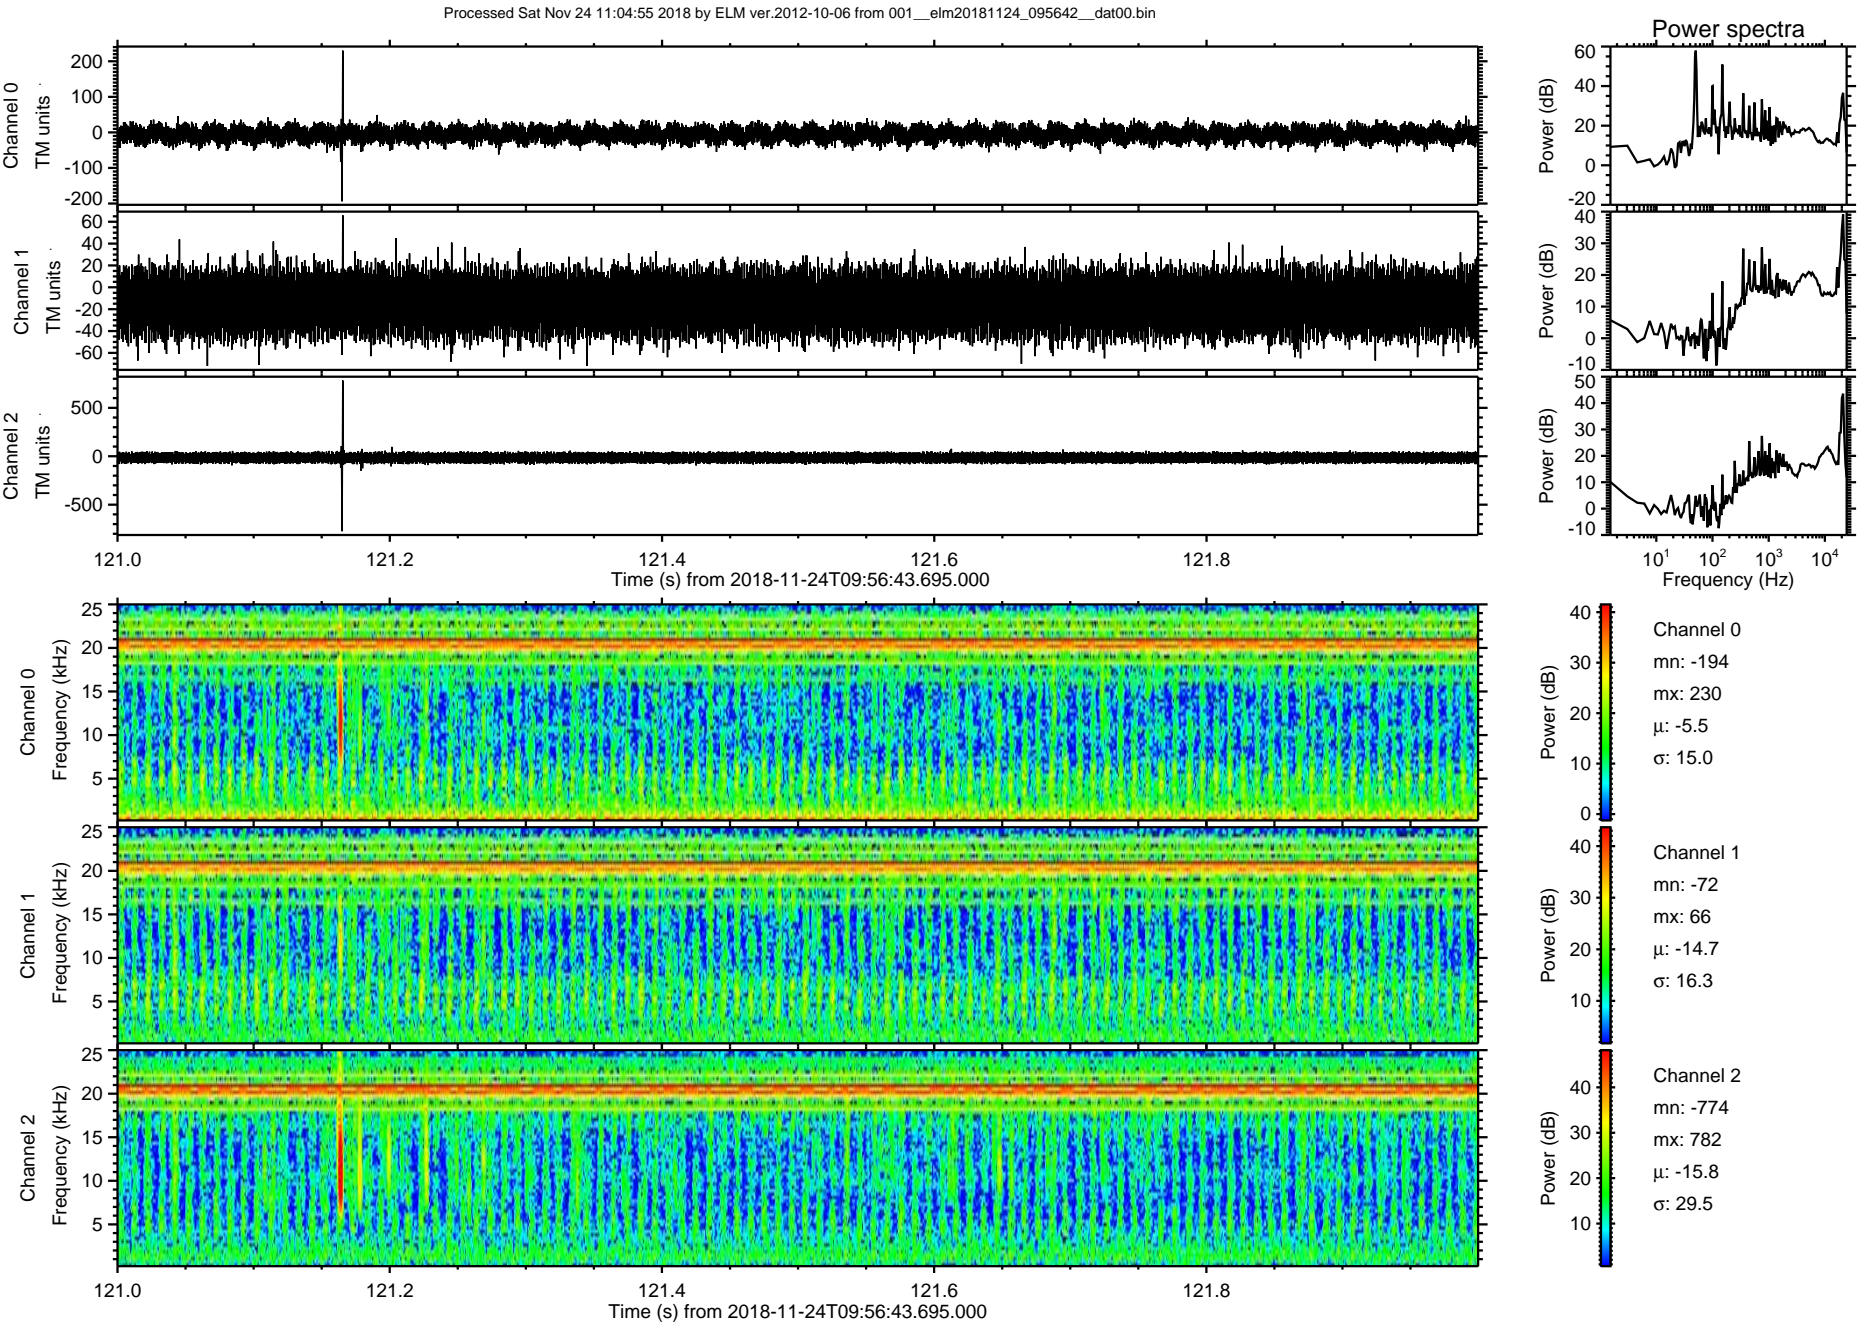 Processed Sat Nov 24 11:04:55 2018 by ELM ver.2012-10-06 from 001__elm20181124_095642__dat00.bin
Power spectra
Channel 0
TM units
200
100
0
-100
-200
Power (dB)
60
40
20
0
-20
Channel 1
TM units
60
40
20
0
-20
-40
-60
Power (dB)
40
30
20
10
0
-10
Channel 2
TM units
500
0
-500
Power (dB)
50
40
30
20
10
0
-10
121.0 121.2 121.4 121.6 121.8
Time (s) from 2018-11-24T09:56:43.695.000
10^1 10^2 10^3 10^4
Frequency (Hz)
Channel 0
Frequency (kHz)
25
20
15
10
5
Power (dB)
40
30
20
10
0
Channel 0
mn: -194
mx: 230
μ: -5.5
σ: 15.0
Channel 1
Frequency (kHz)
25
20
15
10
5
Power (dB)
40
30
20
10
Channel 1
mn: -72
mx: 66
μ: -14.7
σ: 16.3
Channel 2
Frequency (kHz)
25
20
15
10
5
Power (dB)
40
30
20
10
Channel 2
mn: -774
mx: 782
μ: -15.8
σ: 29.5
121.0 121.2 121.4 121.6 121.8
Time (s) from 2018-11-24T09:56:43.695.000